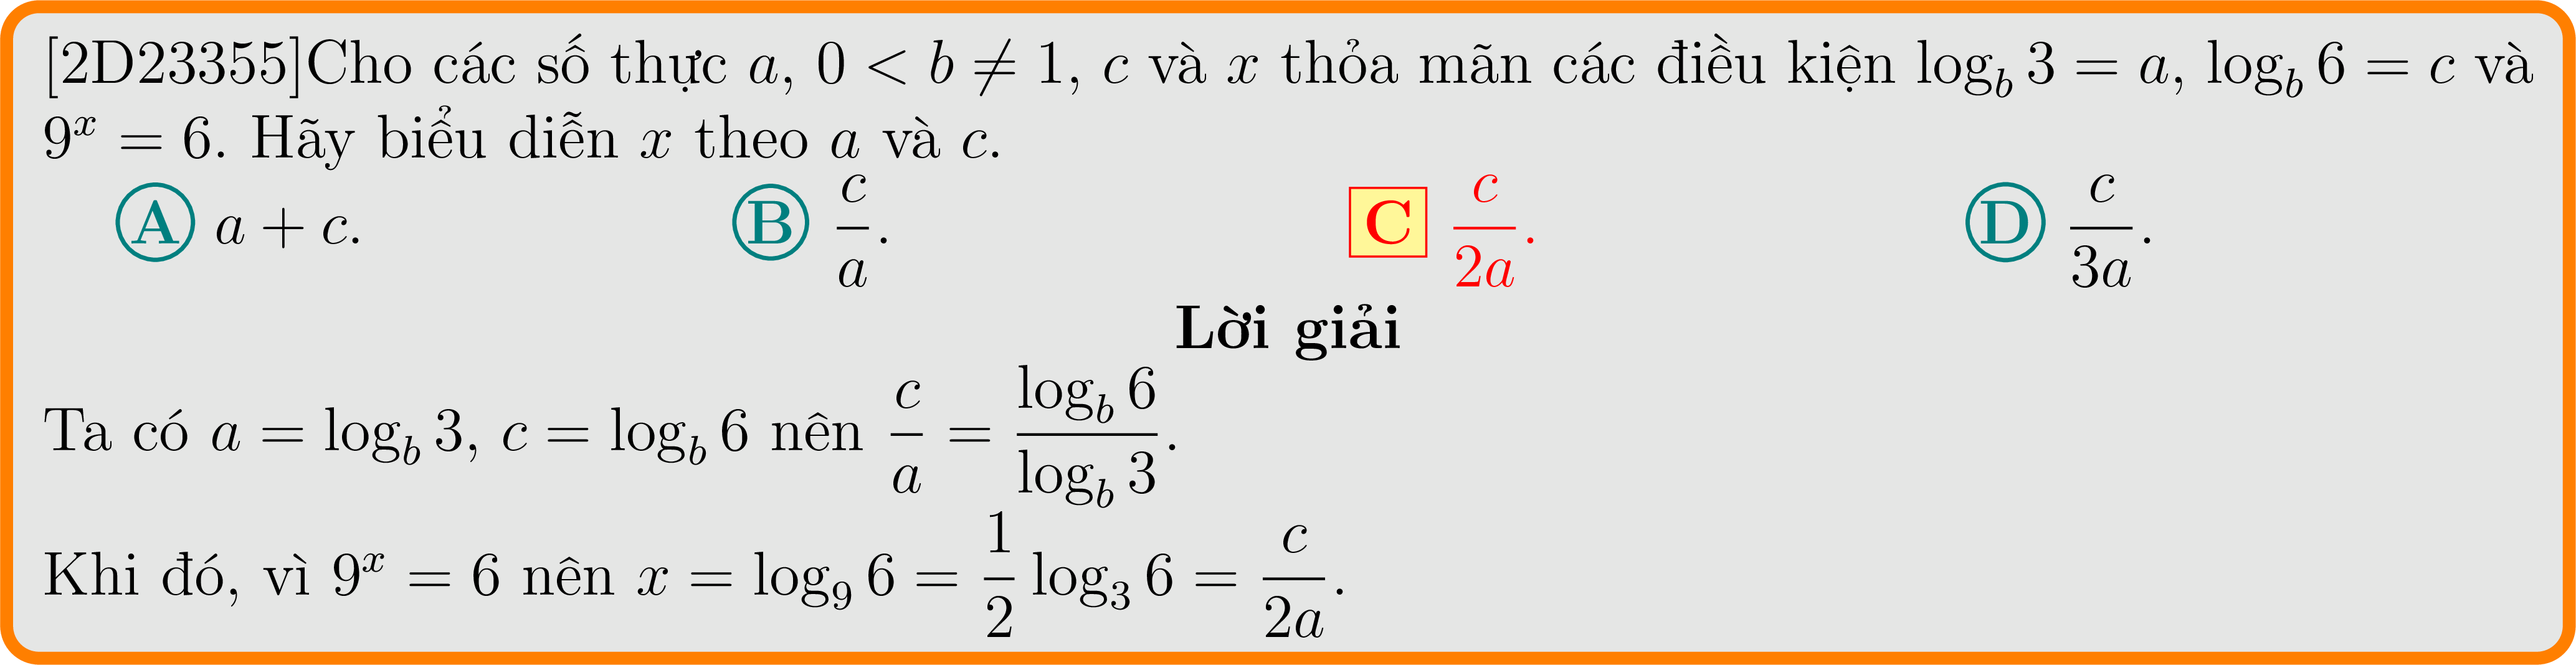 [2D23355]Cho các số thực a, 0 < b ≠ 1, c và x thỏa mãn các điều kiện log_b 3 = a, log_b 6 = c và
9^x = 6. Hãy biểu diễn x theo a và c.
A a + c. B \frac{c}{a}. C \frac{c}{2a}. D \frac{c}{3a}.
Lời giải
Ta có a = log_b 3, c = log_b 6 nên \frac{c}{a} = \frac{log_b 6}{log_b 3}.
Khi đó, vì 9^x = 6 nên x = log_9 6 = \frac{1}{2} log_3 6 = \frac{c}{2a}.